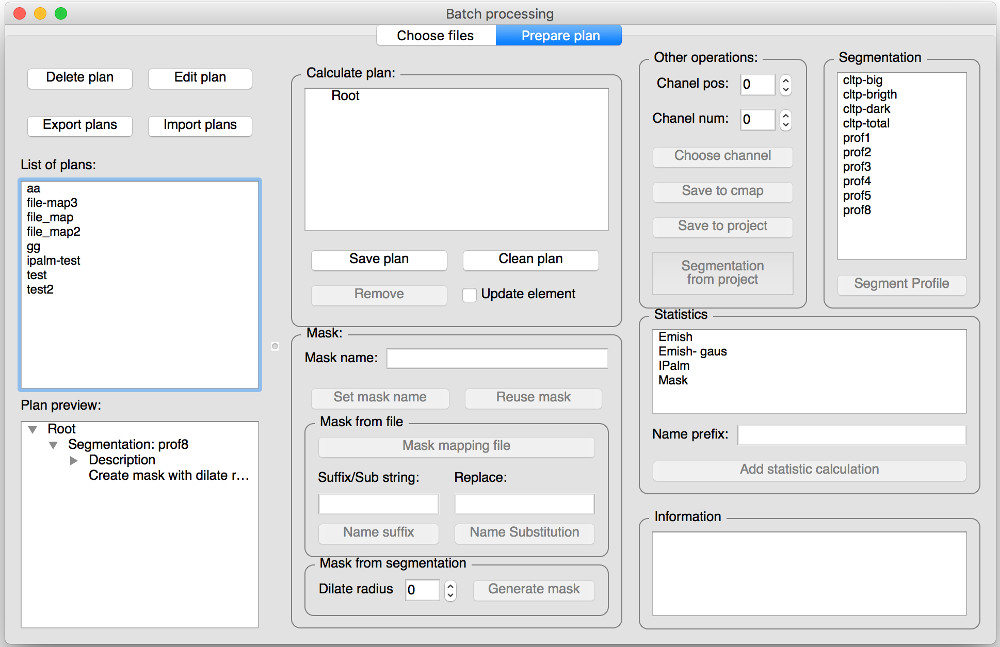 Batch processing
Choose files
Prepare plan
Delete plan
Edit plan
Export plans
Import plans
List of plans:
aa
file-map3
file_map
file_map2
gg
ipalm-test
test
test2
Plan preview:
Root
Segmentation: prof8
Description
Create mask with dilate r…
Calculate plan:
Root
Save plan
Clean plan
Remove
Update element
Mask:
Mask name:
Set mask name
Reuse mask
Mask from file
Mask mapping file
Suffix/Sub string:
Replace:
Name suffix
Name Substitution
Mask from segmentation
Dilate radius
0
Generate mask
Other operations:
Chanel pos:
0
Chanel num:
0
Choose channel
Save to cmap
Save to project
Segmentation
from project
Segmentation
cltp-big
cltp-brigth
cltp-dark
cltp-total
prof1
prof2
prof3
prof4
prof5
prof8
Segment Profile
Statistics
Emish
Emish- gaus
IPalm
Mask
Name prefix:
Add statistic calculation
Information